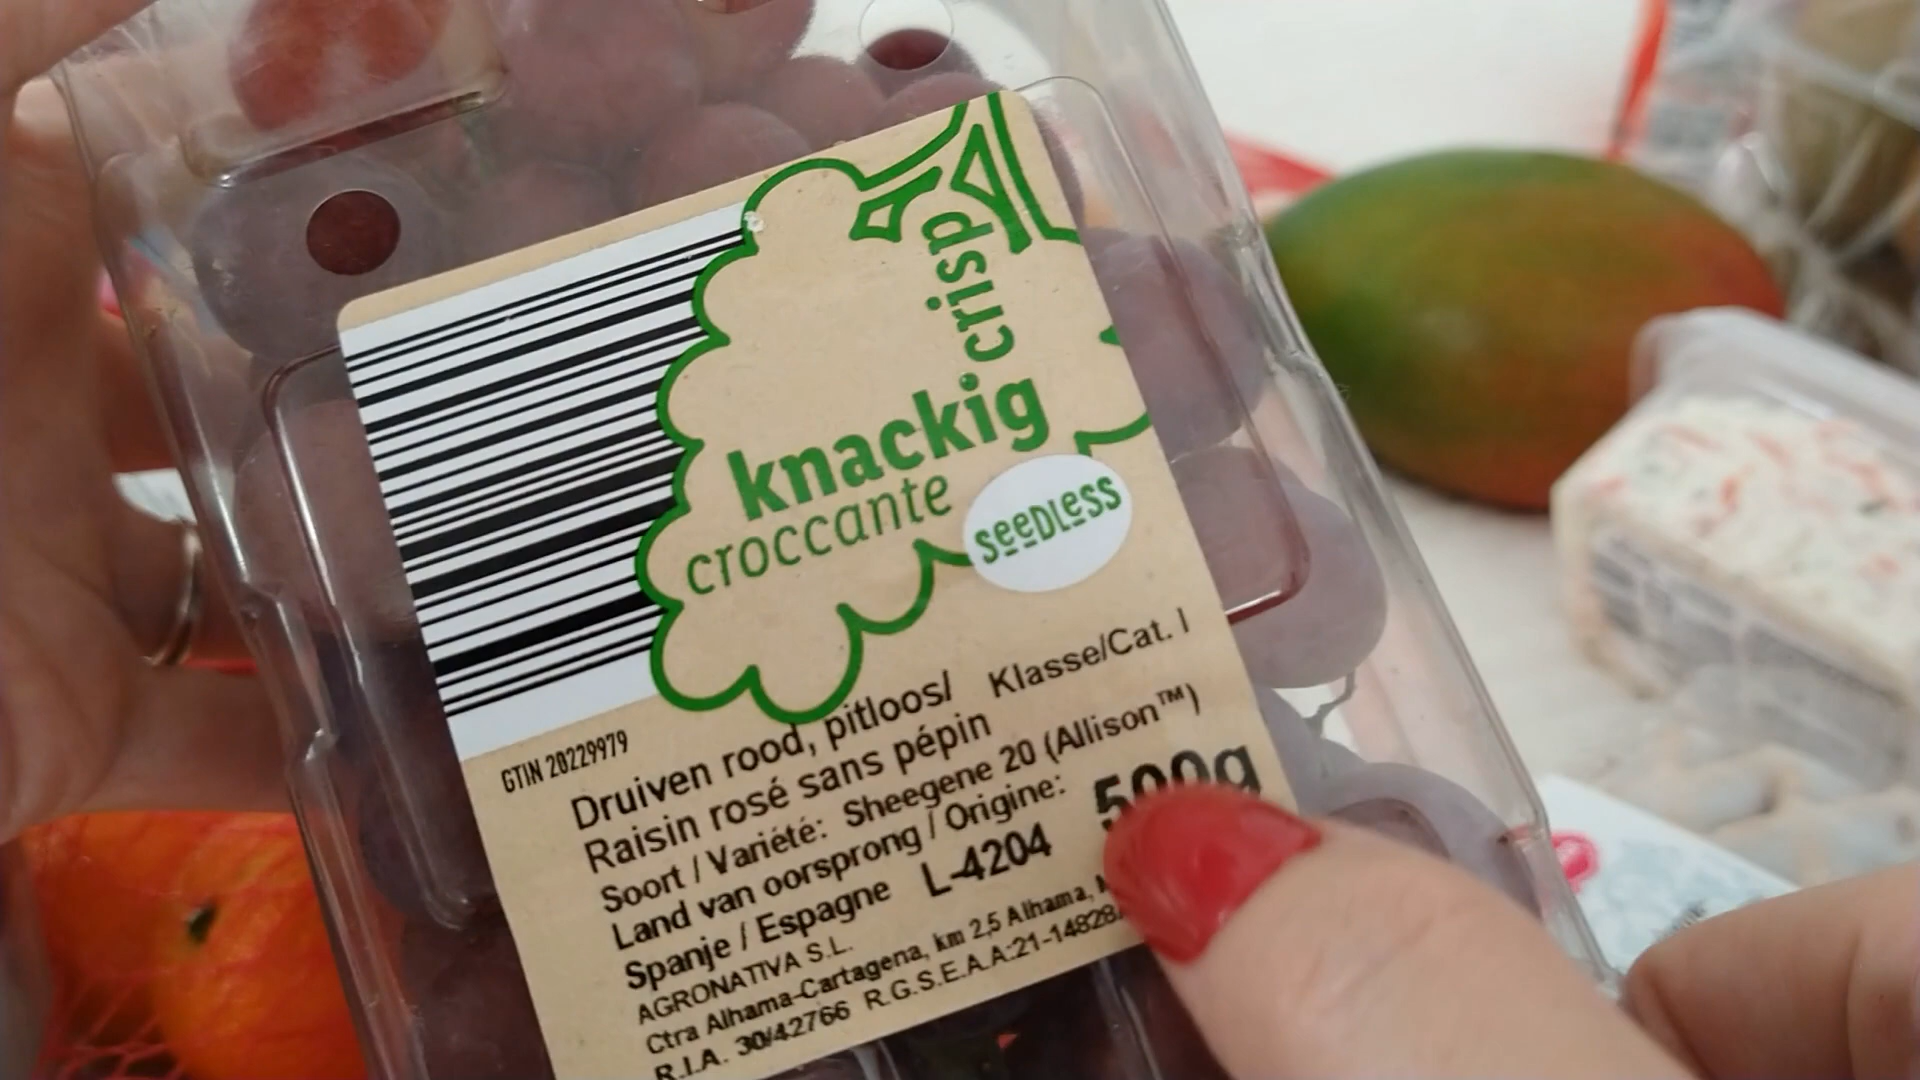 crisp
knackig
croccante
seeDLeSS
GTIN 20229979
Druiven rood, pitloos/ Klasse/Cat. I
Raisin rosé sans pépin
Soort / Variété: Sheegene 20 (Allison™)
Land van oorsprong / Origine: 500g
Spanje / Espagne L-4204
AGRONATIVA S.L.
Ctra Alhama-Cartagena, km 2,5 Alhama,
R.I.A. 30/42766 R.G.S.E.A.A:21-14828